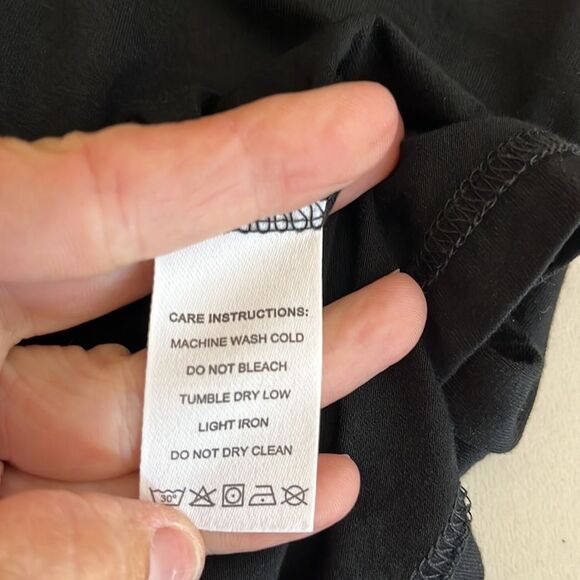 CARE INSTRUCTIONS:
MACHINE WASH COLD
DO NOT BLEACH
TUMBLE DRY LOW
LIGHT IRON
DO NOT DRY CLEAN
30°